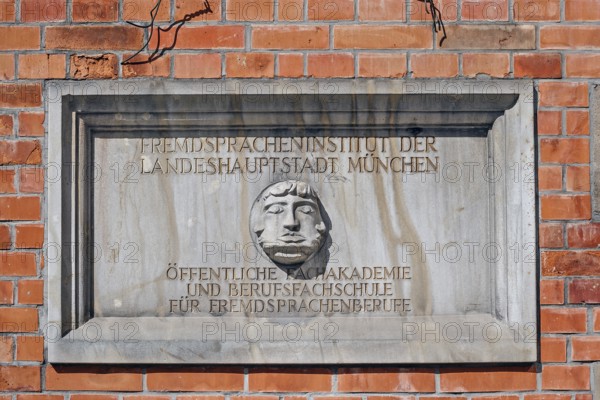 FREMDSPRACHENINSTITUT DER
LANDESHAUPTSTADT MÜNCHEN
ÖFFENTLICHE FACHAKADEMIE
UND BERUFSFACHSCHULE
FÜR FREMDSPRACHENBERUFE